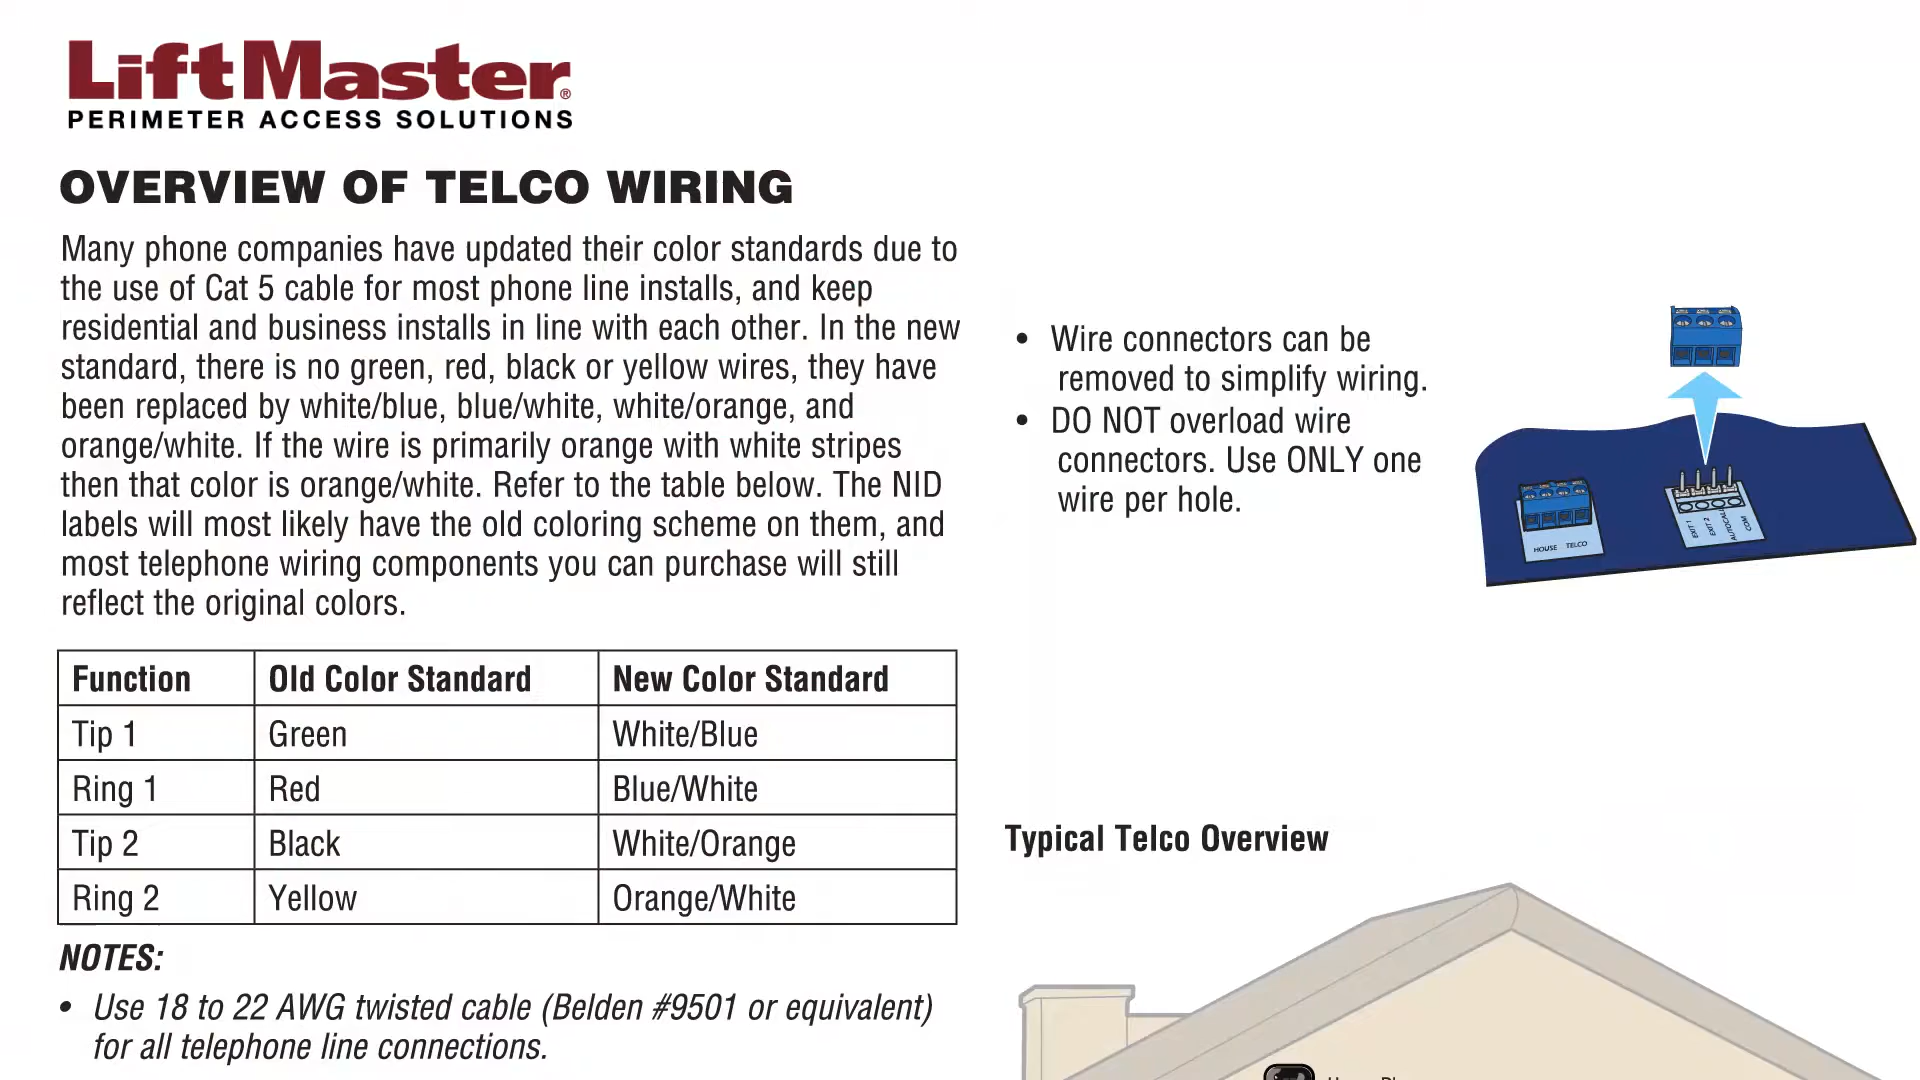 LiftMaster®
PERIMETER ACCESS SOLUTIONS
OVERVIEW OF TELCO WIRING
Many phone companies have updated their color standards due to
the use of Cat 5 cable for most phone line installs, and keep
residential and business installs in line with each other. In the new
standard, there is no green, red, black or yellow wires, they have
been replaced by white/blue, blue/white, white/orange, and
orange/white. If the wire is primarily orange with white stripes
then that color is orange/white. Refer to the table below. The NID
labels will most likely have the old coloring scheme on them, and
most telephone wiring components you can purchase will still
reflect the original colors.
Function Old Color Standard New Color Standard
Tip 1 Green White/Blue
Ring 1 Red Blue/White
Tip 2 Black White/Orange
Ring 2 Yellow Orange/White
NOTES:
• Use 18 to 22 AWG twisted cable (Belden #9501 or equivalent)
for all telephone line connections.
• Wire connectors can be
removed to simplify wiring.
• DO NOT overload wire
connectors. Use ONLY one
wire per hole.
HOUSE TELCO
EXIT 1
EXIT 2
COM
Typical Telco Overview